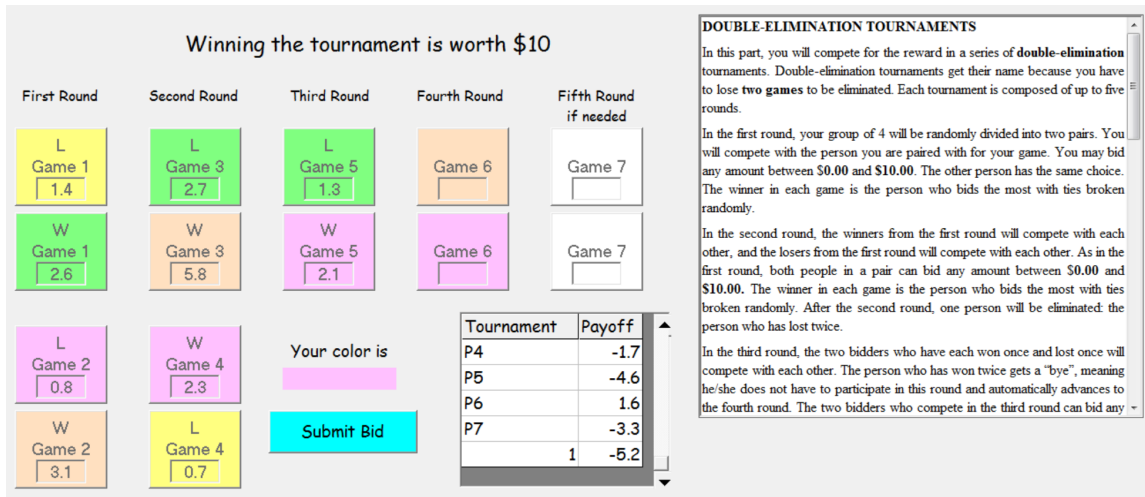 Winning the tournament is worth $10
First Round
Second Round
Third Round
Fourth Round
Fifth Round
if needed
L
Game 1
1.4
L
Game 3
2.7
L
Game 5
1.3
Game 6
Game 7
W
Game 1
2.6
W
Game 3
5.8
W
Game 5
2.1
Game 6
Game 7
L
Game 2
0.8
W
Game 4
2.3
W
Game 2
3.1
L
Game 4
0.7
Your color is
Submit Bid
Tournament Payoff
P4 -1.7
P5 -4.6
P6 1.6
P7 -3.3
1 -5.2
DOUBLE-ELIMINATION TOURNAMENTS
In this part, you will compete for the reward in a series of double-elimination
tournaments. Double-elimination tournaments get their name because you have
to lose two games to be eliminated. Each tournament is composed of up to five
rounds.
In the first round, your group of 4 will be randomly divided into two pairs. You
will compete with the person you are paired with for your game. You may bid
any amount between $0.00 and $10.00. The other person has the same choice.
The winner in each game is the person who bids the most with ties broken
randomly.
In the second round, the winners from the first round will compete with each
other, and the losers from the first round will compete with each other. As in the
first round, both people in a pair can bid any amount between $0.00 and
$10.00. The winner in each game is the person who bids the most with ties
broken randomly. After the second round, one person will be eliminated: the
person who has lost twice.
In the third round, the two bidders who have each won once and lost once will
compete with each other. The person who has won twice gets a "bye", meaning
he/she does not have to participate in this round and automatically advances to
the fourth round. The two bidders who compete in the third round can bid any